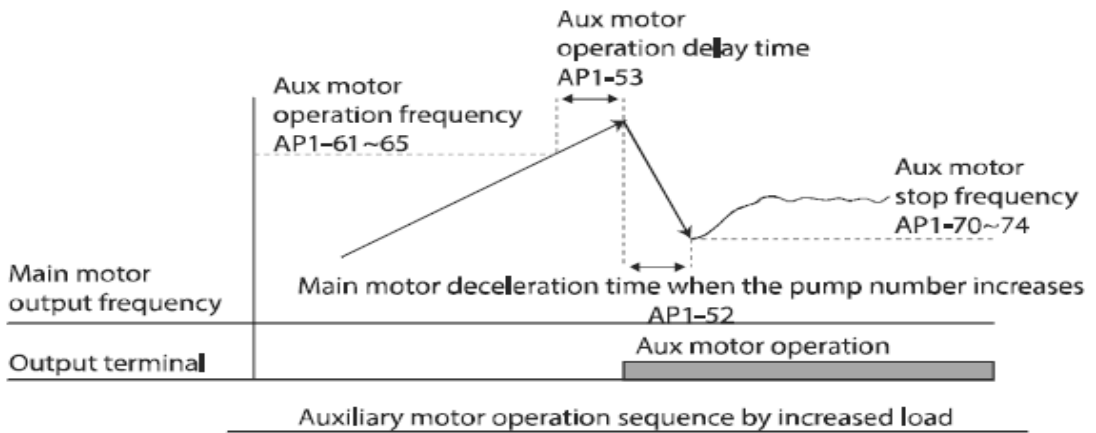 Aux motor
operation delay time
AP1-53
Aux motor
operation frequency
AP1-61~65
Aux motor
stop frequency
AP1-70~74
Main motor
output frequency
Main motor deceleration time when the pump number increases
AP1-52
Output terminal
Aux motor operation
Auxiliary motor operation sequence by increased load